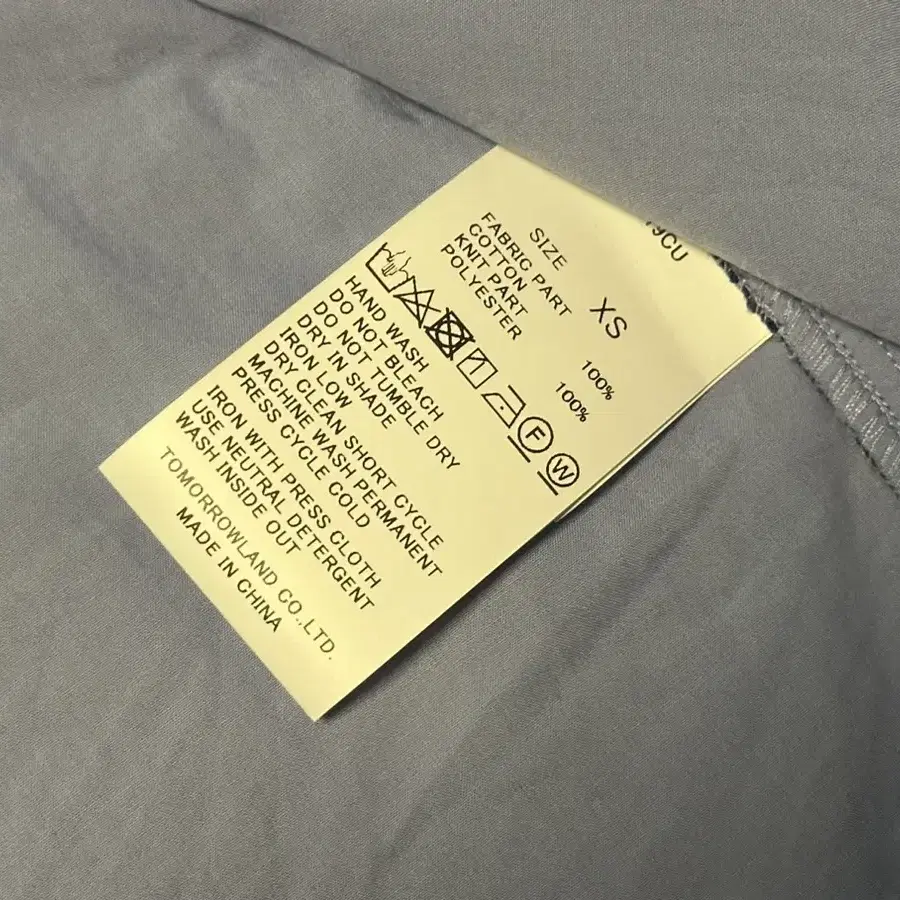 9CU
SIZE XS
FABRIC PART
COTTON 100%
KNIT PART
POLYESTER 100%
F W
HAND WASH
DO NOT BLEACH
DO NOT TUMBLE DRY
DRY IN SHADE
IRON LOW
DRY CLEAN SHORT CYCLE
MACHINE WASH PERMANENT
PRESS CYCLE COLD
IRON WITH PRESS CLOTH
USE NEUTRAL DETERGENT
WASH INSIDE OUT
TOMORROWLAND CO.,LTD.
MADE IN CHINA